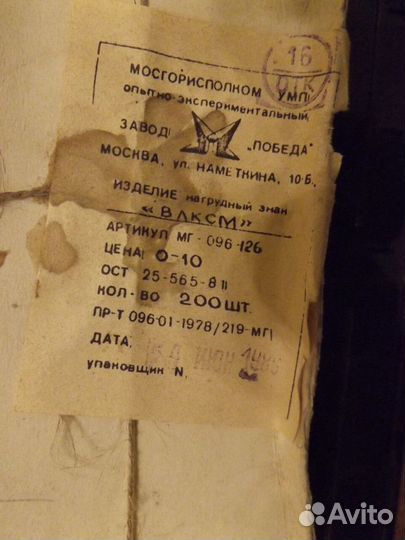 16
ОТК
МОСГОРИСПОЛКОМ УМП
опытно-экспериментальный
ЗАВОД "ПОБЕДА"
МОСКВА, ул. НАМЕТКИНА, 10-Б.
ИЗДЕЛИЕ нагрудный знак
«ВЛКСМ»
АРТИКУЛ МГ-096-126
ЦЕНА: 0-10
ОСТ 25-565-81
КОЛ-ВО 200 ШТ.
ПР-Т 096-01-1978/219-МГ
ДАТА:
упаковщик N
Avito